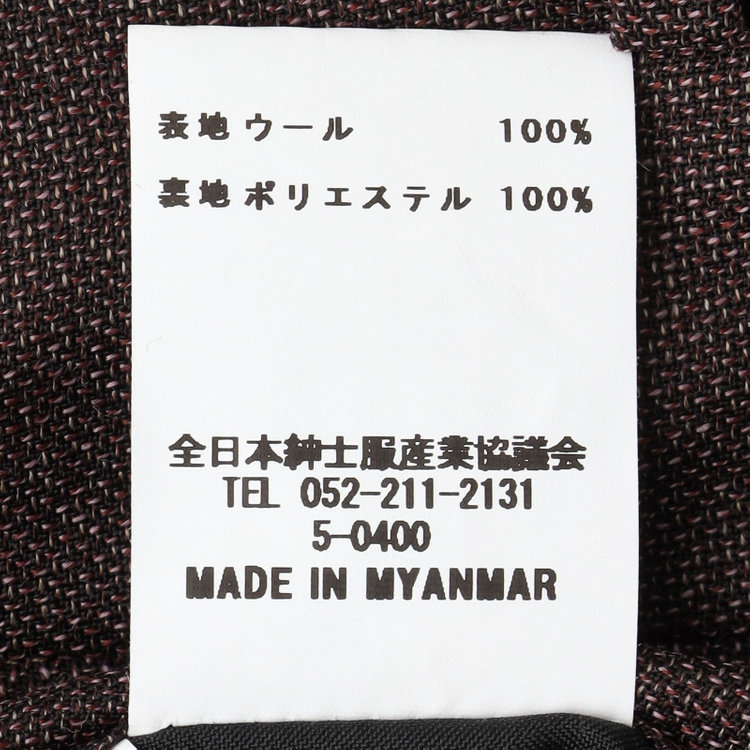 表地 ウール 100%
裏地 ポリエステル 100%
全日本紳士服産業協議会
TEL 052-211-2131
5-0400
MADE IN MYANMAR